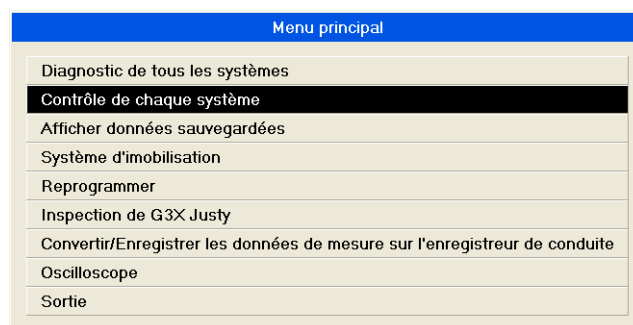 Menu principal
Diagnostic de tous les systèmes
Contrôle de chaque système
Afficher données sauvegardées
Système d'imobilisation
Reprogrammer
Inspection de G3X Justy
Convertir/Enregistrer les données de mesure sur l'enregistreur de conduite
Oscilloscope
Sortie